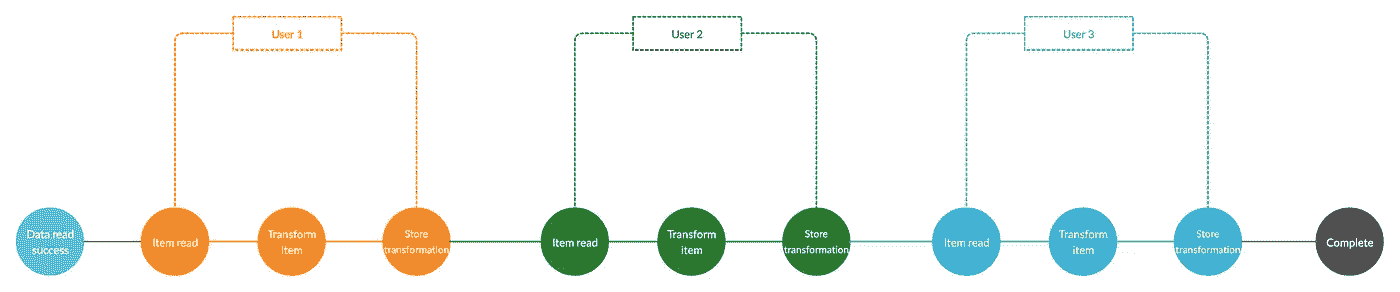 User 1
User 2
User 3
Data read
success
Item read
Transform
item
Store
transformation
Item read
Transform
item
Store
transformation
Item read
Transform
item
Store
transformation
Complete